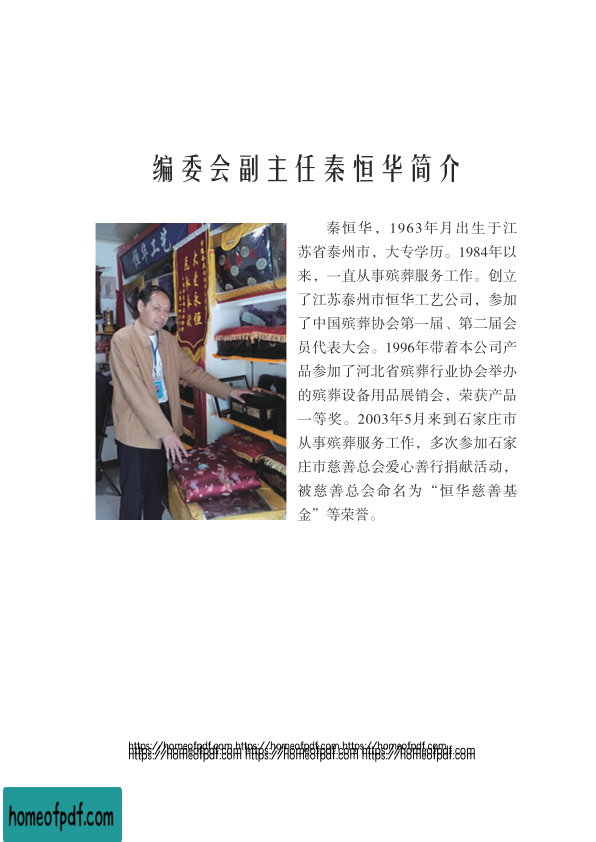 编委会副主任秦恒华简介
秦恒华，1963年月出生于江
苏省泰州市，大专学历。1984年以
来，一直从事殡葬服务工作。创立
了江苏泰州市恒华工艺公司，参加
了中国殡葬协会第一届、第二届会
员代表大会。1996年带着本公司产
品参加了河北省殡葬行业协会举办
的殡葬设备用品展销会，荣获产品
一等奖。2003年5月来到石家庄市
从事殡葬服务工作，多次参加石家
庄市慈善总会爱心善行捐献活动，
被慈善总会命名为“恒华慈善基
金”等荣誉。
恒华工艺
https://homeofpdf.com https://homeofpdf.com https://homeofpdf.com
https://homeofpdf.com https://homeofpdf.com https://homeofpdf.com
homeofpdf.com